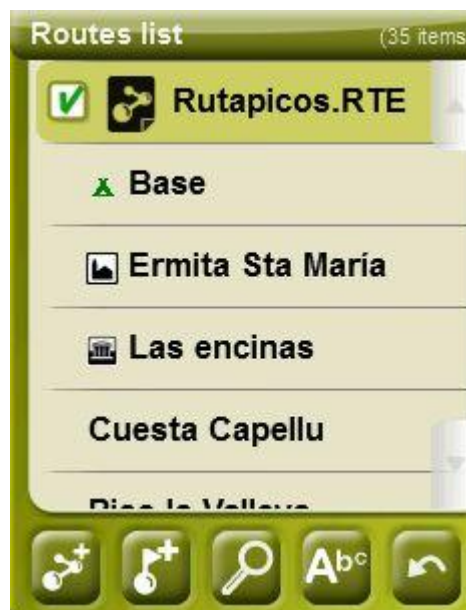 Routes list (35 items
Rutapicos.RTE
Base
Ermita Sta María
Las encinas
Cuesta Capellu
Abc